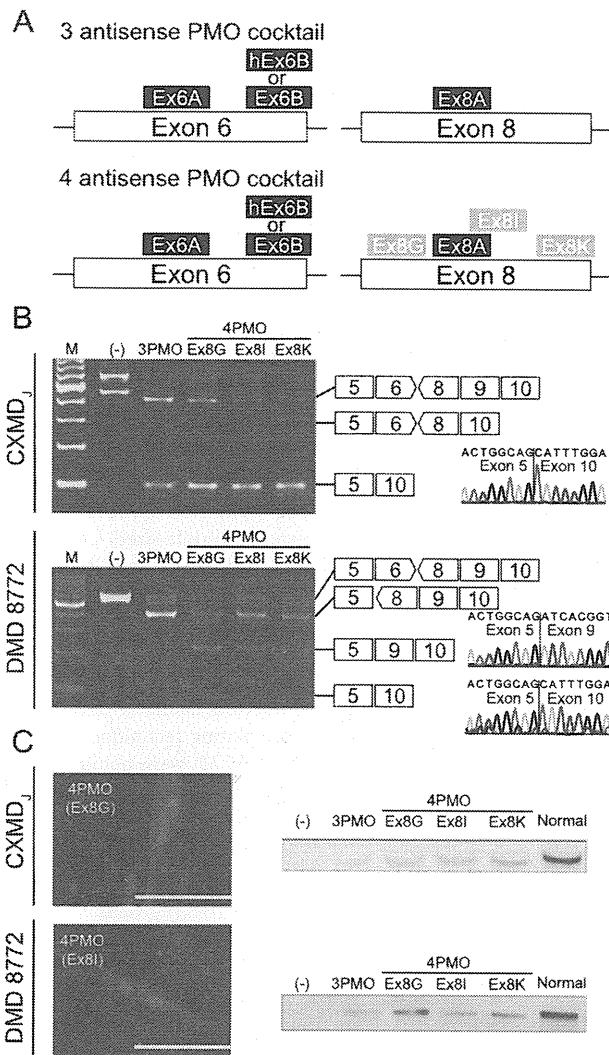 A
3 antisense PMO cocktail
hEx6B
or
Ex6A
Ex6B
Ex8A
Exon 6
Exon 8
4 antisense PMO cocktail
hEx6B
or
Ex8I
Ex6A
Ex6B
Ex8G
Ex8A
Ex8K
Exon 6
Exon 8
B
4PMO
M
(-)
3PMO
Ex8G
Ex8I
Ex8K
CXMDJ
5 6 8 9 10
5 6 8 10
5 10
ACTGGCAGCATTTGGA
Exon 5 Exon 10
4PMO
M
(-)
3PMO
Ex8G
Ex8I
Ex8K
DMD 8772
5 6 8 9 10
5 8 9 10
5 9 10
5 10
ACTGGCAGATCACGGT
Exon 5 Exon 9
ACTGGCAGCATTTGGA
Exon 5 Exon 10
C
CXMDJ
4PMO
(Ex8G)
4PMO
(-)
3PMO
Ex8G
Ex8I
Ex8K
Normal
DMD 8772
4PMO
(Ex8I)
4PMO
(-)
3PMO
Ex8G
Ex8I
Ex8K
Normal